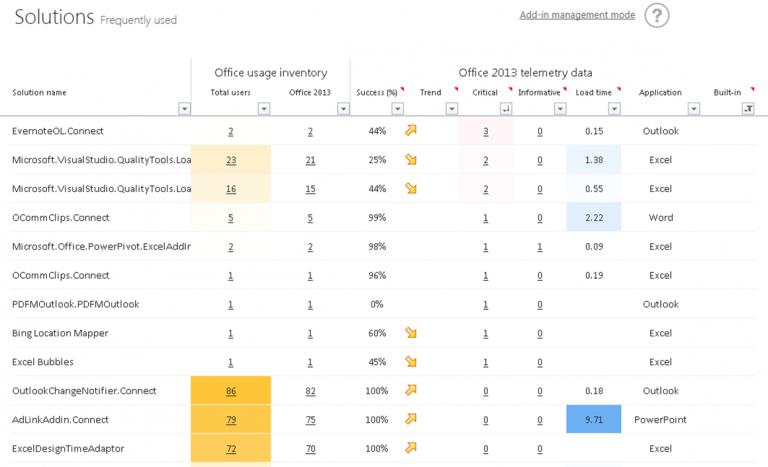 Solutions Frequently used Add-in management mode ?
Office usage inventory Office 2013 telemetry data
Solution name Total users Office 2013 Success (%) Trend Critical Informative Load time Application Built-in
EvernoteOL.Connect 2 2 44% 3 0 0.15 Outlook
Microsoft.VisualStudio.QualityTools.Loa 23 21 25% 2 0 1.38 Excel
Microsoft.VisualStudio.QualityTools.Loa 16 15 44% 2 0 0.55 Excel
OCommClips.Connect 5 5 99% 1 0 2.22 Word
Microsoft.Office.PowerPivot.ExcelAddIr 2 2 98% 1 1 0.09 Excel
OCommClips.Connect 1 1 96% 1 0 0.19 Excel
PDFMOutlook.PDFMOutlook 1 1 0% 1 0 Outlook
Bing Location Mapper 1 1 60% 1 0 Excel
Excel Bubbles 1 1 45% 1 0 Excel
OutlookChangeNotifier.Connect 86 82 100% 0 0 0.18 Outlook
AdLinkAddin.Connect 79 75 100% 0 0 9.71 PowerPoint
ExcelDesignTimeAdaptor 72 70 100% 0 0 Excel